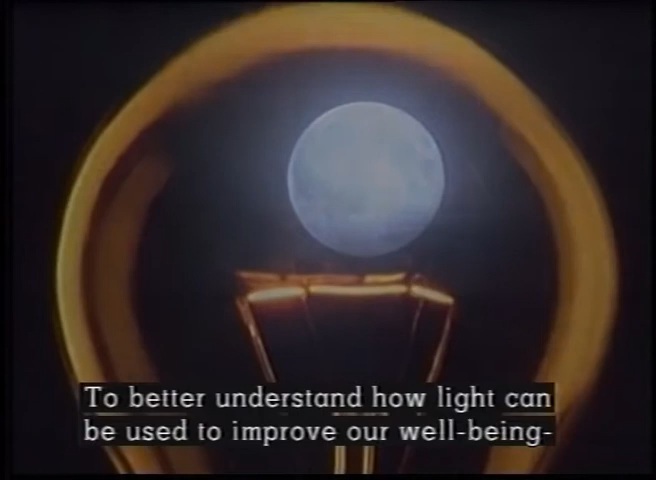 To better understand how light can
be used to improve our well-being-